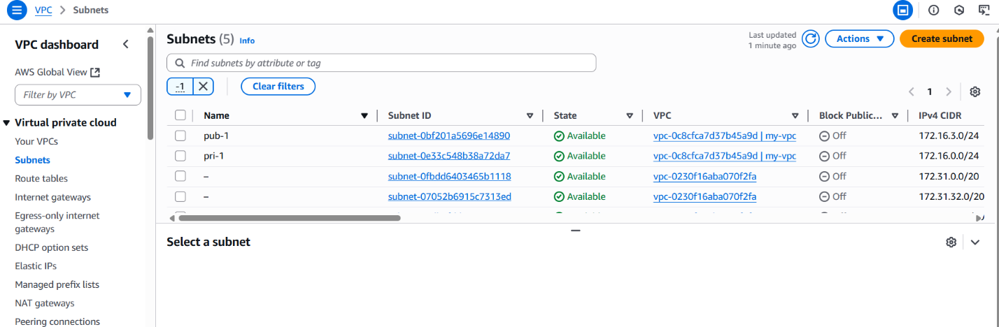 VPC > Subnets
VPC dashboard
AWS Global View
Filter by VPC
Virtual private cloud
Your VPCs
Subnets
Route tables
Internet gateways
Egress-only internet
gateways
DHCP option sets
Elastic IPs
Managed prefix lists
NAT gateways
Peering connections
Subnets (5) Info
Last updated
1 minute ago
Actions
Create subnet
Find subnets by attribute or tag
-1
Clear filters
1
Name Subnet ID State VPC Block Public... IPv4 CIDR
pub-1 subnet-0bf201a5696e14890 Available vpc-0c8cfca7d37b45a9d | my-vpc Off 172.16.3.0/24
pri-1 subnet-0e33c548b38a72da7 Available vpc-0c8cfca7d37b45a9d | my-vpc Off 172.16.0.0/24
– subnet-0fbdd6403465b1118 Available vpc-0230f16aba070f2fa Off 172.31.0.0/20
– subnet-07052b6915c7313ed Available vpc-0230f16aba070f2fa Off 172.31.32.0/20
Select a subnet